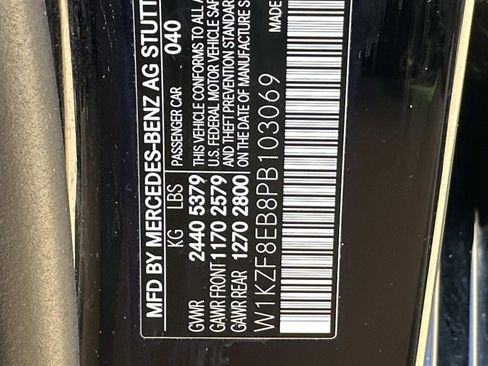 MFD BY MERCEDES-BENZ AG STUTT
PASSENGER CAR 040
KG LBS
GVWR 2440 5379
GAWR FRONT 1170 2579
GAWR REAR 1270 2800
THIS VEHICLE CONFORMS TO ALL A
U.S. FEDERAL MOTOR VEHICLE SAFE
AND THEFT PREVENTION STANDARD
ON THE DATE OF MANUFACTURE S
W1KZF8EB8PB103069
MADE